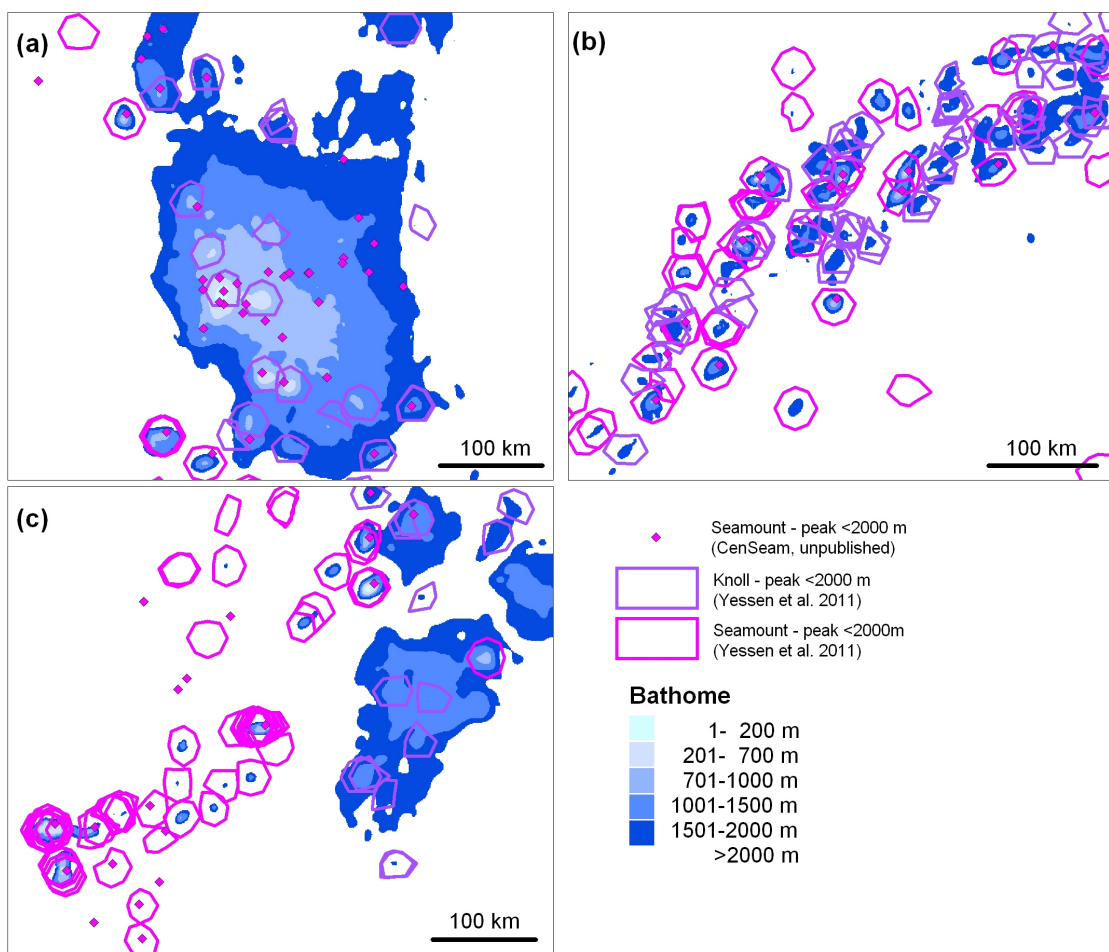 (a)
100 km
(b)
100 km
(c)
100 km
Seamount - peak <2000 m
(CenSeam, unpublished)
Knoll - peak <2000 m
(Yessen et al. 2011)
Seamount - peak <2000m
(Yessen et al. 2011)
Bathome
1- 200 m
201- 700 m
701-1000 m
1001-1500 m
1501-2000 m
>2000 m